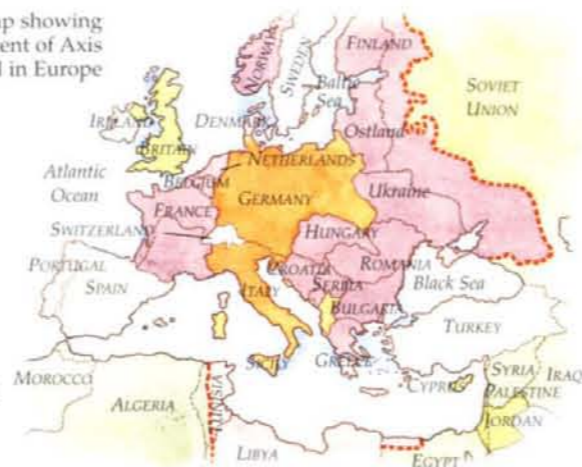 p showing
ent of Axis
l in Europe
NORWAY
SWEDEN
FINLAND
SOVIET
UNION
Baltic
Sea
IRELAND
DENMARK
BRITAIN
Ostland
NETHERLANDS
Atlantic
Ocean
BELGIUM
GERMANY
Ukraine
FRANCE
SWITZERLAND
HUNGARY
CROATIA
ROMANIA
PORTUGAL
SPAIN
ITALY
SERBIA
Black Sea
BULGARIA
TURKEY
SICILY
GREECE
CYPRUS
SYRIA
IRAQ
MOROCCO
ALGERIA
TUNISIA
PALESTINE
JORDAN
LIBYA
EGYPT